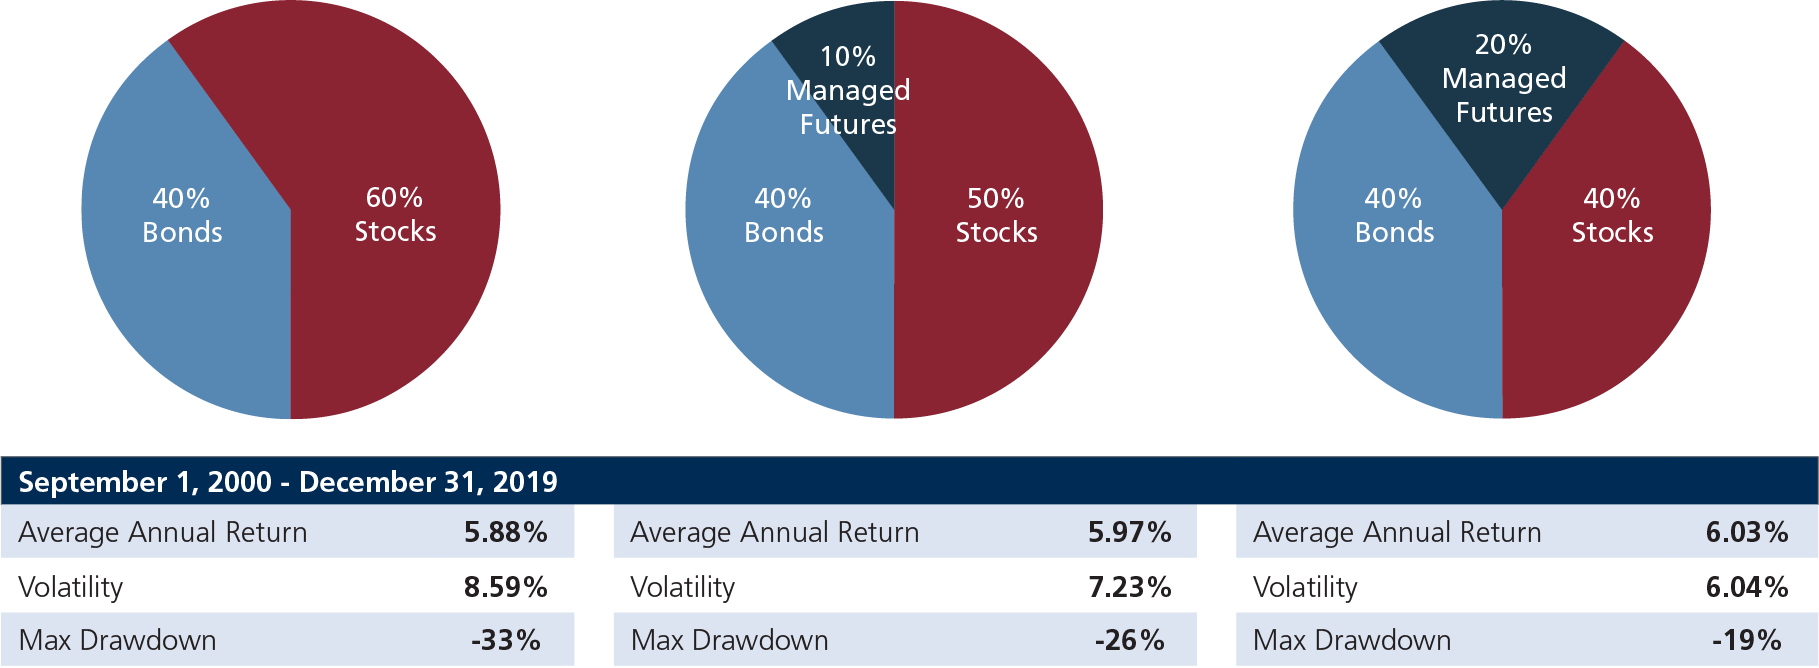 40%
Bonds
60%
Stocks
10%
Managed
Futures
40%
Bonds
50%
Stocks
20%
Managed
Futures
40%
Bonds
40%
Stocks
September 1, 2000 - December 31, 2019
Average Annual Return 5.88%
Volatility 8.59%
Max Drawdown -33%
Average Annual Return 5.97%
Volatility 7.23%
Max Drawdown -26%
Average Annual Return 6.03%
Volatility 6.04%
Max Drawdown -19%